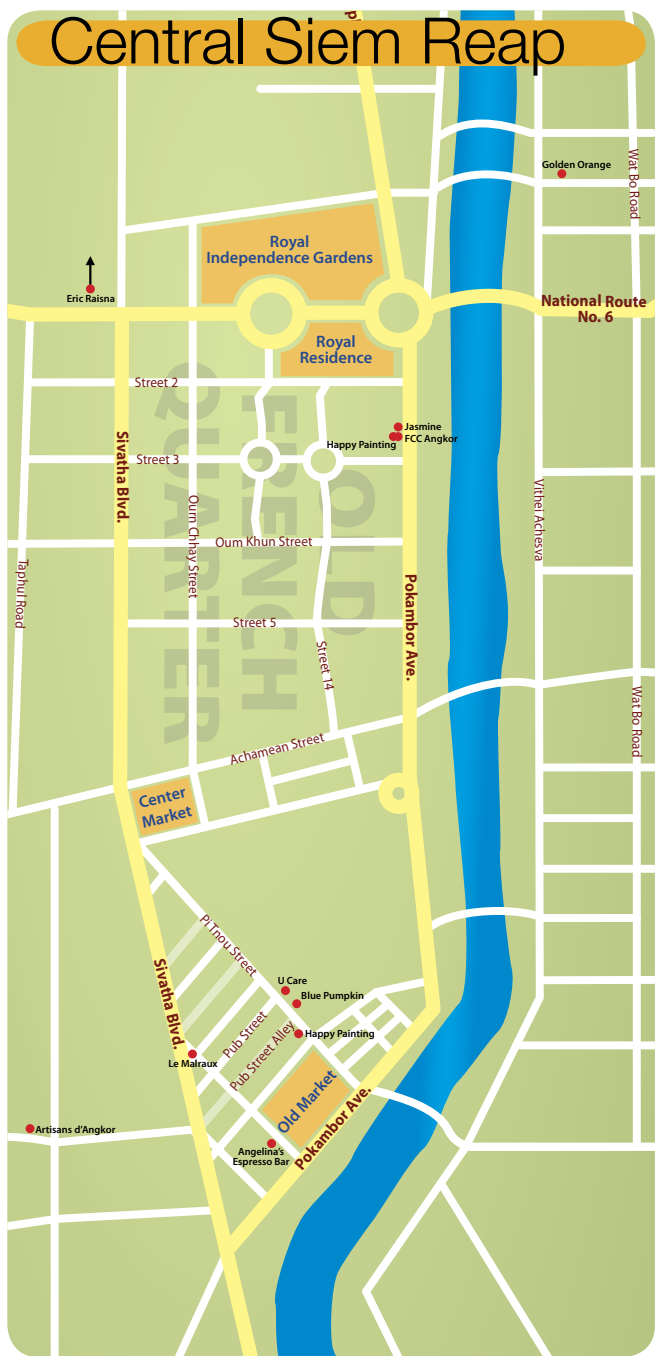 Central Siem Reap
Golden Orange
Wat Bo Road
Royal
Independence Gardens
Eric Raisna
National Route
No. 6
Royal
Residence
Street 2
Jasmine
FCC Angkor
Happy Painting
Sivatha Blvd.
Street 3
OLD
FRENCH
QUARTER
Oum Chhay Street
Vithei Achesva
Oum Khun Street
Taphul Road
Pokambor Ave.
Street 5
Street 14
Wat Bo Road
Achamean Street
Center
Market
Pi Tnou Street
Sivatha Blvd.
U Care
Blue Pumpkin
Pub Street
Happy Painting
Pub Street Alley
Le Malraux
Old Market
Pokambor Ave.
Artisans d'Angkor
Angelina's
Espresso Bar